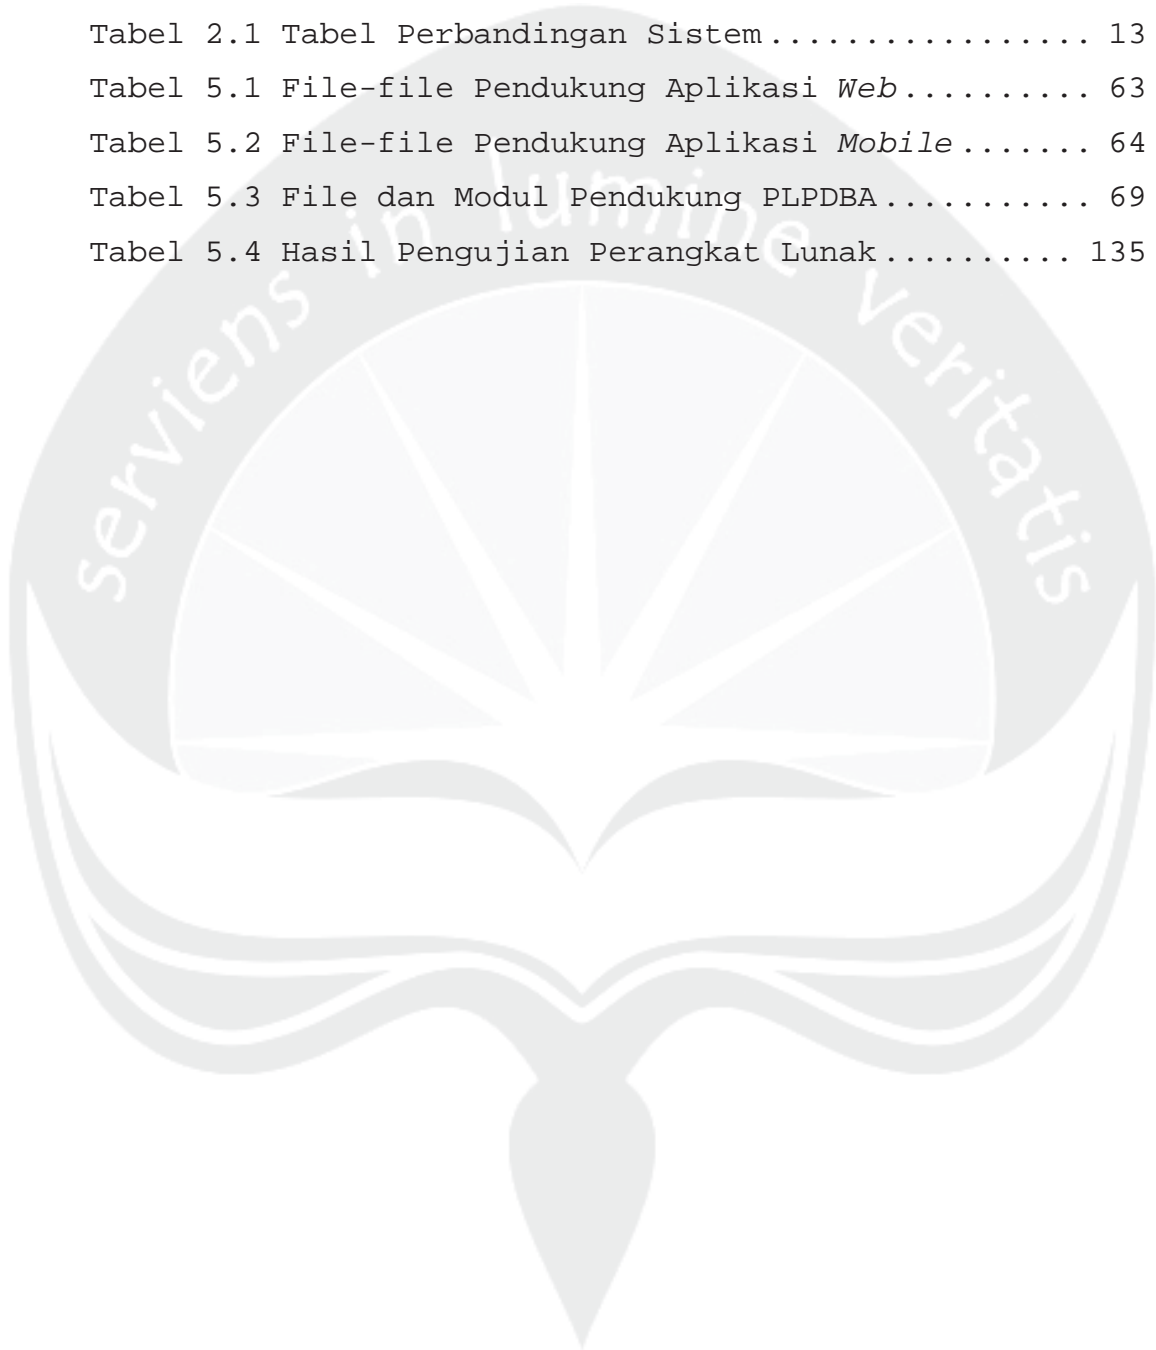 Tabel 2.1 Tabel Perbandingan Sistem................. 13
Tabel 5.1 File-file Pendukung Aplikasi Web.......... 63
Tabel 5.2 File-file Pendukung Aplikasi Mobile....... 64
Tabel 5.3 File dan Modul Pendukung PLPDBA........... 69
Tabel 5.4 Hasil Pengujian Perangkat Lunak.......... 135
serviens in lumine veritatis